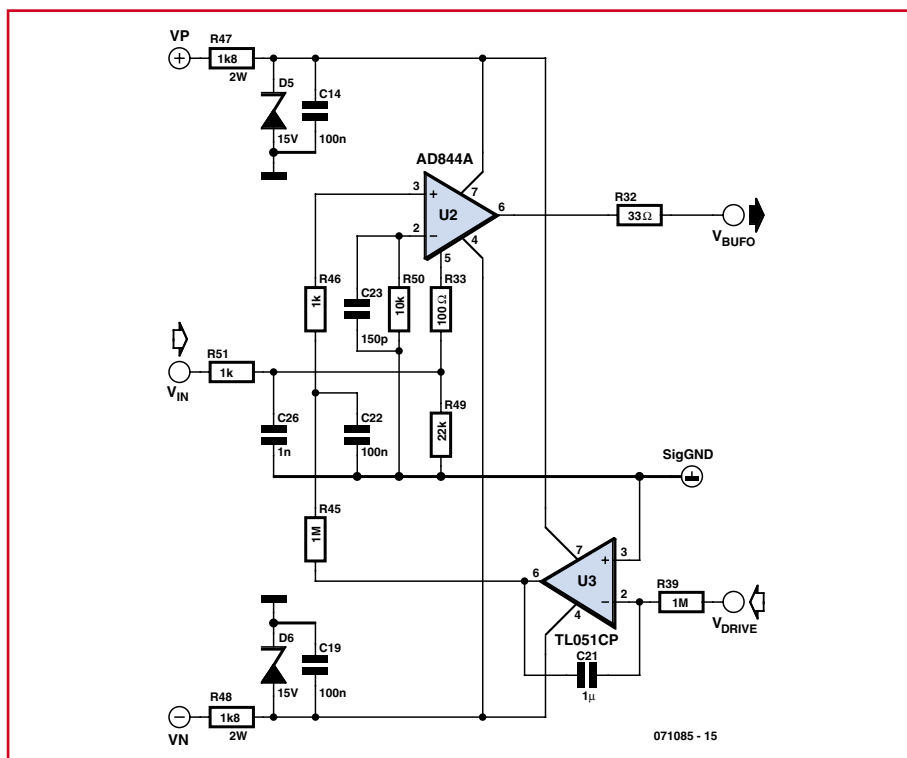 VP
R47
1k8
2W
D5
15V
C14
100n
AD844A
3
+
7
U2
2
−
6
4
5
R32
33Ω
VBUFO
R46
1k
C23
150p
R50
10k
R33
100 Ω
R51
1k
VIN
C26
1n
C22
100n
R49
22k
SigGND
R45
1M
7
3
+
6
U3
−
2
4
R39
1M
VDRIVE
TL051CP
C21
1µ
D6
15V
C19
100n
R48
1k8
2W
VN
071085 - 15